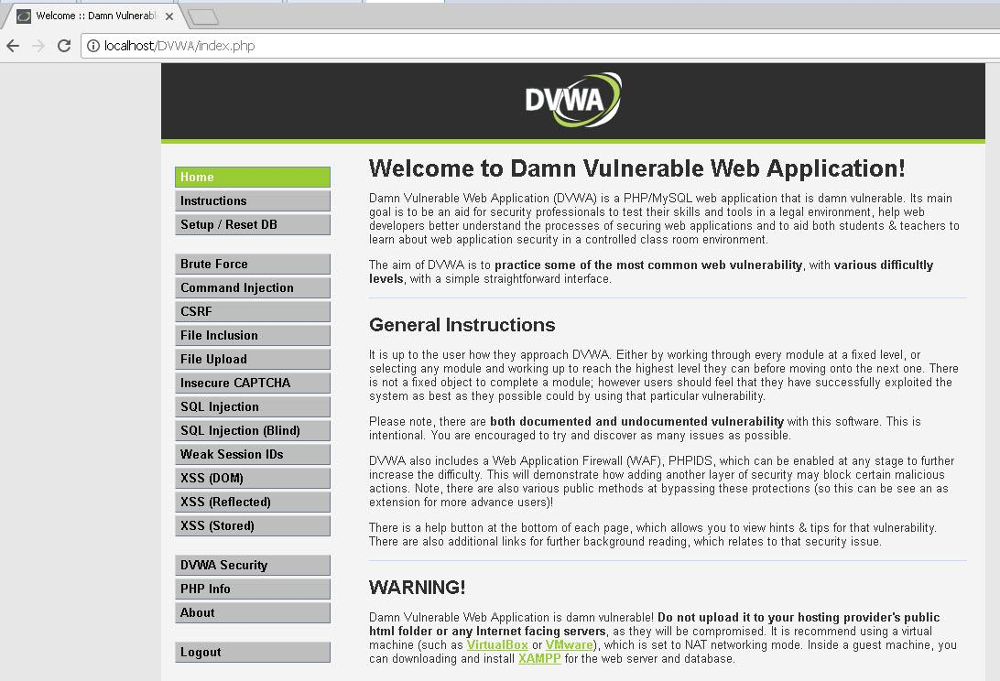 Welcome :: Damn Vulnerabl
localhost/DVWA/index.php
DVWA
Home
Instructions
Setup / Reset DB
Brute Force
Command Injection
CSRF
File Inclusion
File Upload
Insecure CAPTCHA
SQL Injection
SQL Injection (Blind)
Weak Session IDs
XSS (DOM)
XSS (Reflected)
XSS (Stored)
DVWA Security
PHP Info
About
Logout
Welcome to Damn Vulnerable Web Application!
Damn Vulnerable Web Application (DVWA) is a PHP/MySQL web application that is damn vulnerable. Its main
goal is to be an aid for security professionals to test their skills and tools in a legal environment, help web
developers better understand the processes of securing web applications and to aid both students & teachers to
learn about web application security in a controlled class room environment.
The aim of DVWA is to practice some of the most common web vulnerability, with various difficultly
levels, with a simple straightforward interface.
General Instructions
It is up to the user how they approach DVWA. Either by working through every module at a fixed level, or
selecting any module and working up to reach the highest level they can before moving onto the next one. There
is not a fixed object to complete a module; however users should feel that they have successfully exploited the
system as best as they possible could by using that particular vulnerability.
Please note, there are both documented and undocumented vulnerability with this software. This is
intentional. You are encouraged to try and discover as many issues as possible.
DVWA also includes a Web Application Firewall (WAF), PHPIDS, which can be enabled at any stage to further
increase the difficulty. This will demonstrate how adding another layer of security may block certain malicious
actions. Note, there are also various public methods at bypassing these protections (so this can be see an as
extension for more advance users)!
There is a help button at the bottom of each page, which allows you to view hints & tips for that vulnerability.
There are also additional links for further background reading, which relates to that security issue.
WARNING!
Damn Vulnerable Web Application is damn vulnerable! Do not upload it to your hosting provider's public
html folder or any Internet facing servers, as they will be compromised. It is recommend using a virtual
machine (such as VirtualBox or VMware), which is set to NAT networking mode. Inside a guest machine, you
can downloading and install XAMPP for the web server and database.